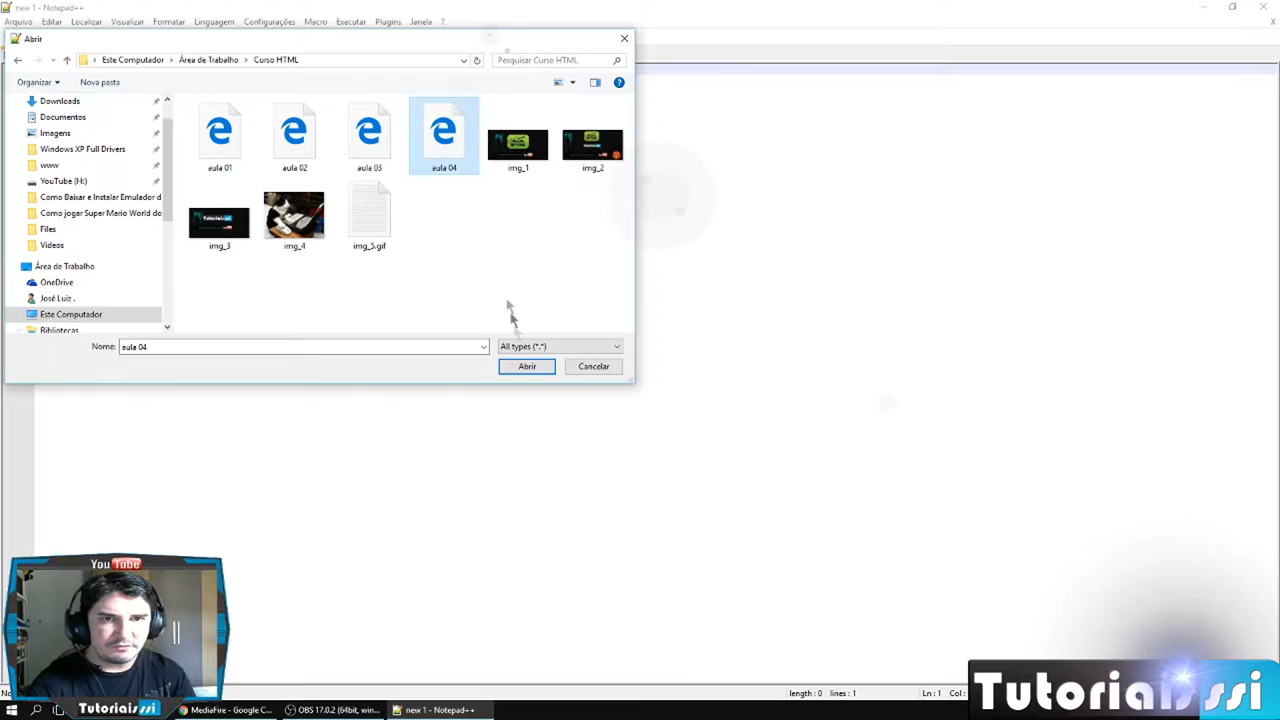 new 1 - Notepad++
Arquivo Editar Localizar Visualizar Formatar Linguagem Configurações Macro Executar Plugins Janela ? X
Abrir
Este Computador > Área de Trabalho > Curso HTML
Pesquisar Curso HTML
Organizar
Nova pasta
Downloads
Documentos
Imagens
Windows XP Full Drivers
www
YouTube (H:)
Como Baixar e Instalar Emulador d
Como jogar Super Mario World do
Files
Videos
Área de Trabalho
OneDrive
José Luiz .
Este Computador
Bibliotecas
aula 01
aula 02
aula 03
aula 04
img_1
img_2
img_3
img_4
img_5.gif
Nome: aula 04
All types (*.*)
Abrir
Cancelar
length : 0 lines : 1
Ln : 1 Col :
You Tube
Tutoriaisssi
Tutoriaisssi
MediaFire - Google C...
OBS 17.0.2 (64bit, win...
new 1 - Notepad++